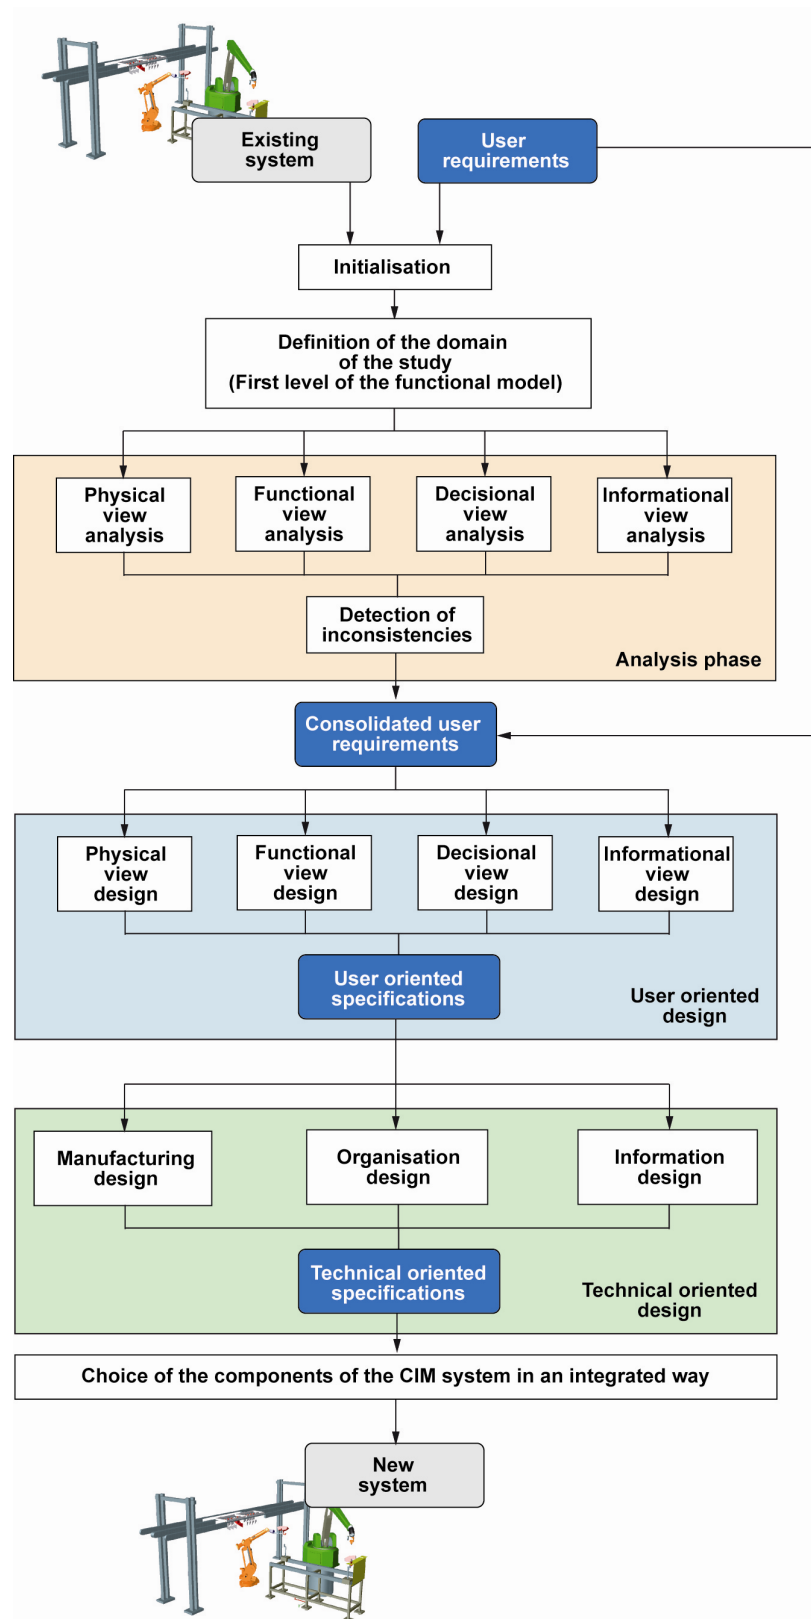 Existing
system
User
requirements
Initialisation
Definition of the domain
of the study
(First level of the functional model)
Physical
view
analysis
Functional
view
analysis
Decisional
view
analysis
Informational
view
analysis
Detection of
inconsistencies
Analysis phase
Consolidated user
requirements
Physical
view
design
Functional
view
design
Decisional
view
design
Informational
view
design
User oriented
specifications
User oriented
design
Manufacturing
design
Organisation
design
Information
design
Technical oriented
specifications
Technical oriented
design
Choice of the components of the CIM system in an integrated way
New
system